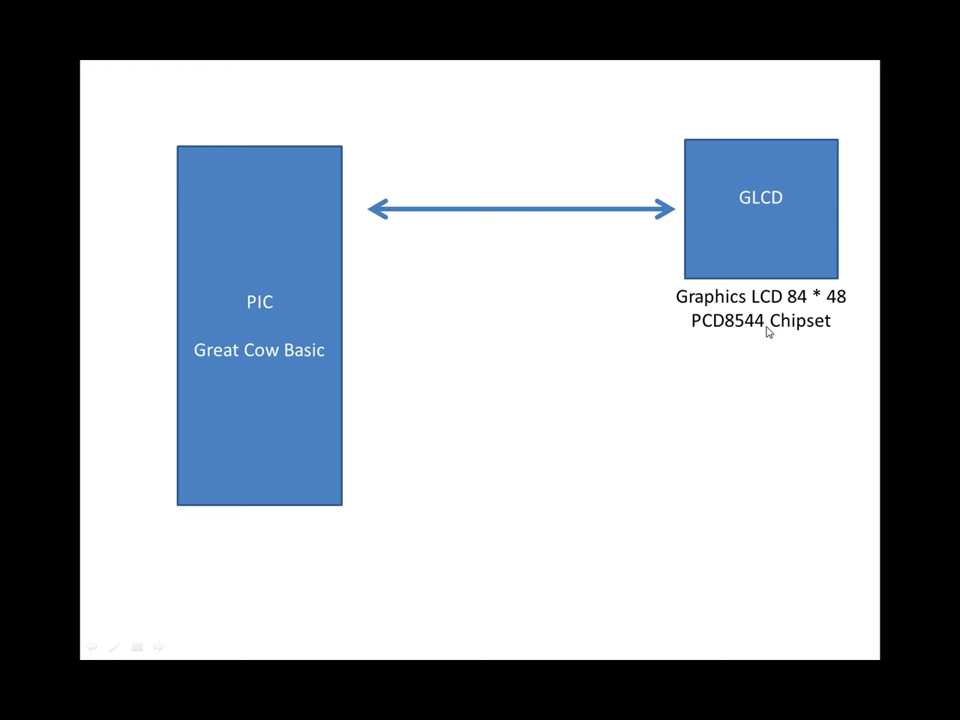 GLCD
Graphics LCD 84 * 48
PCD8544 Chipset
PIC
Great Cow Basic